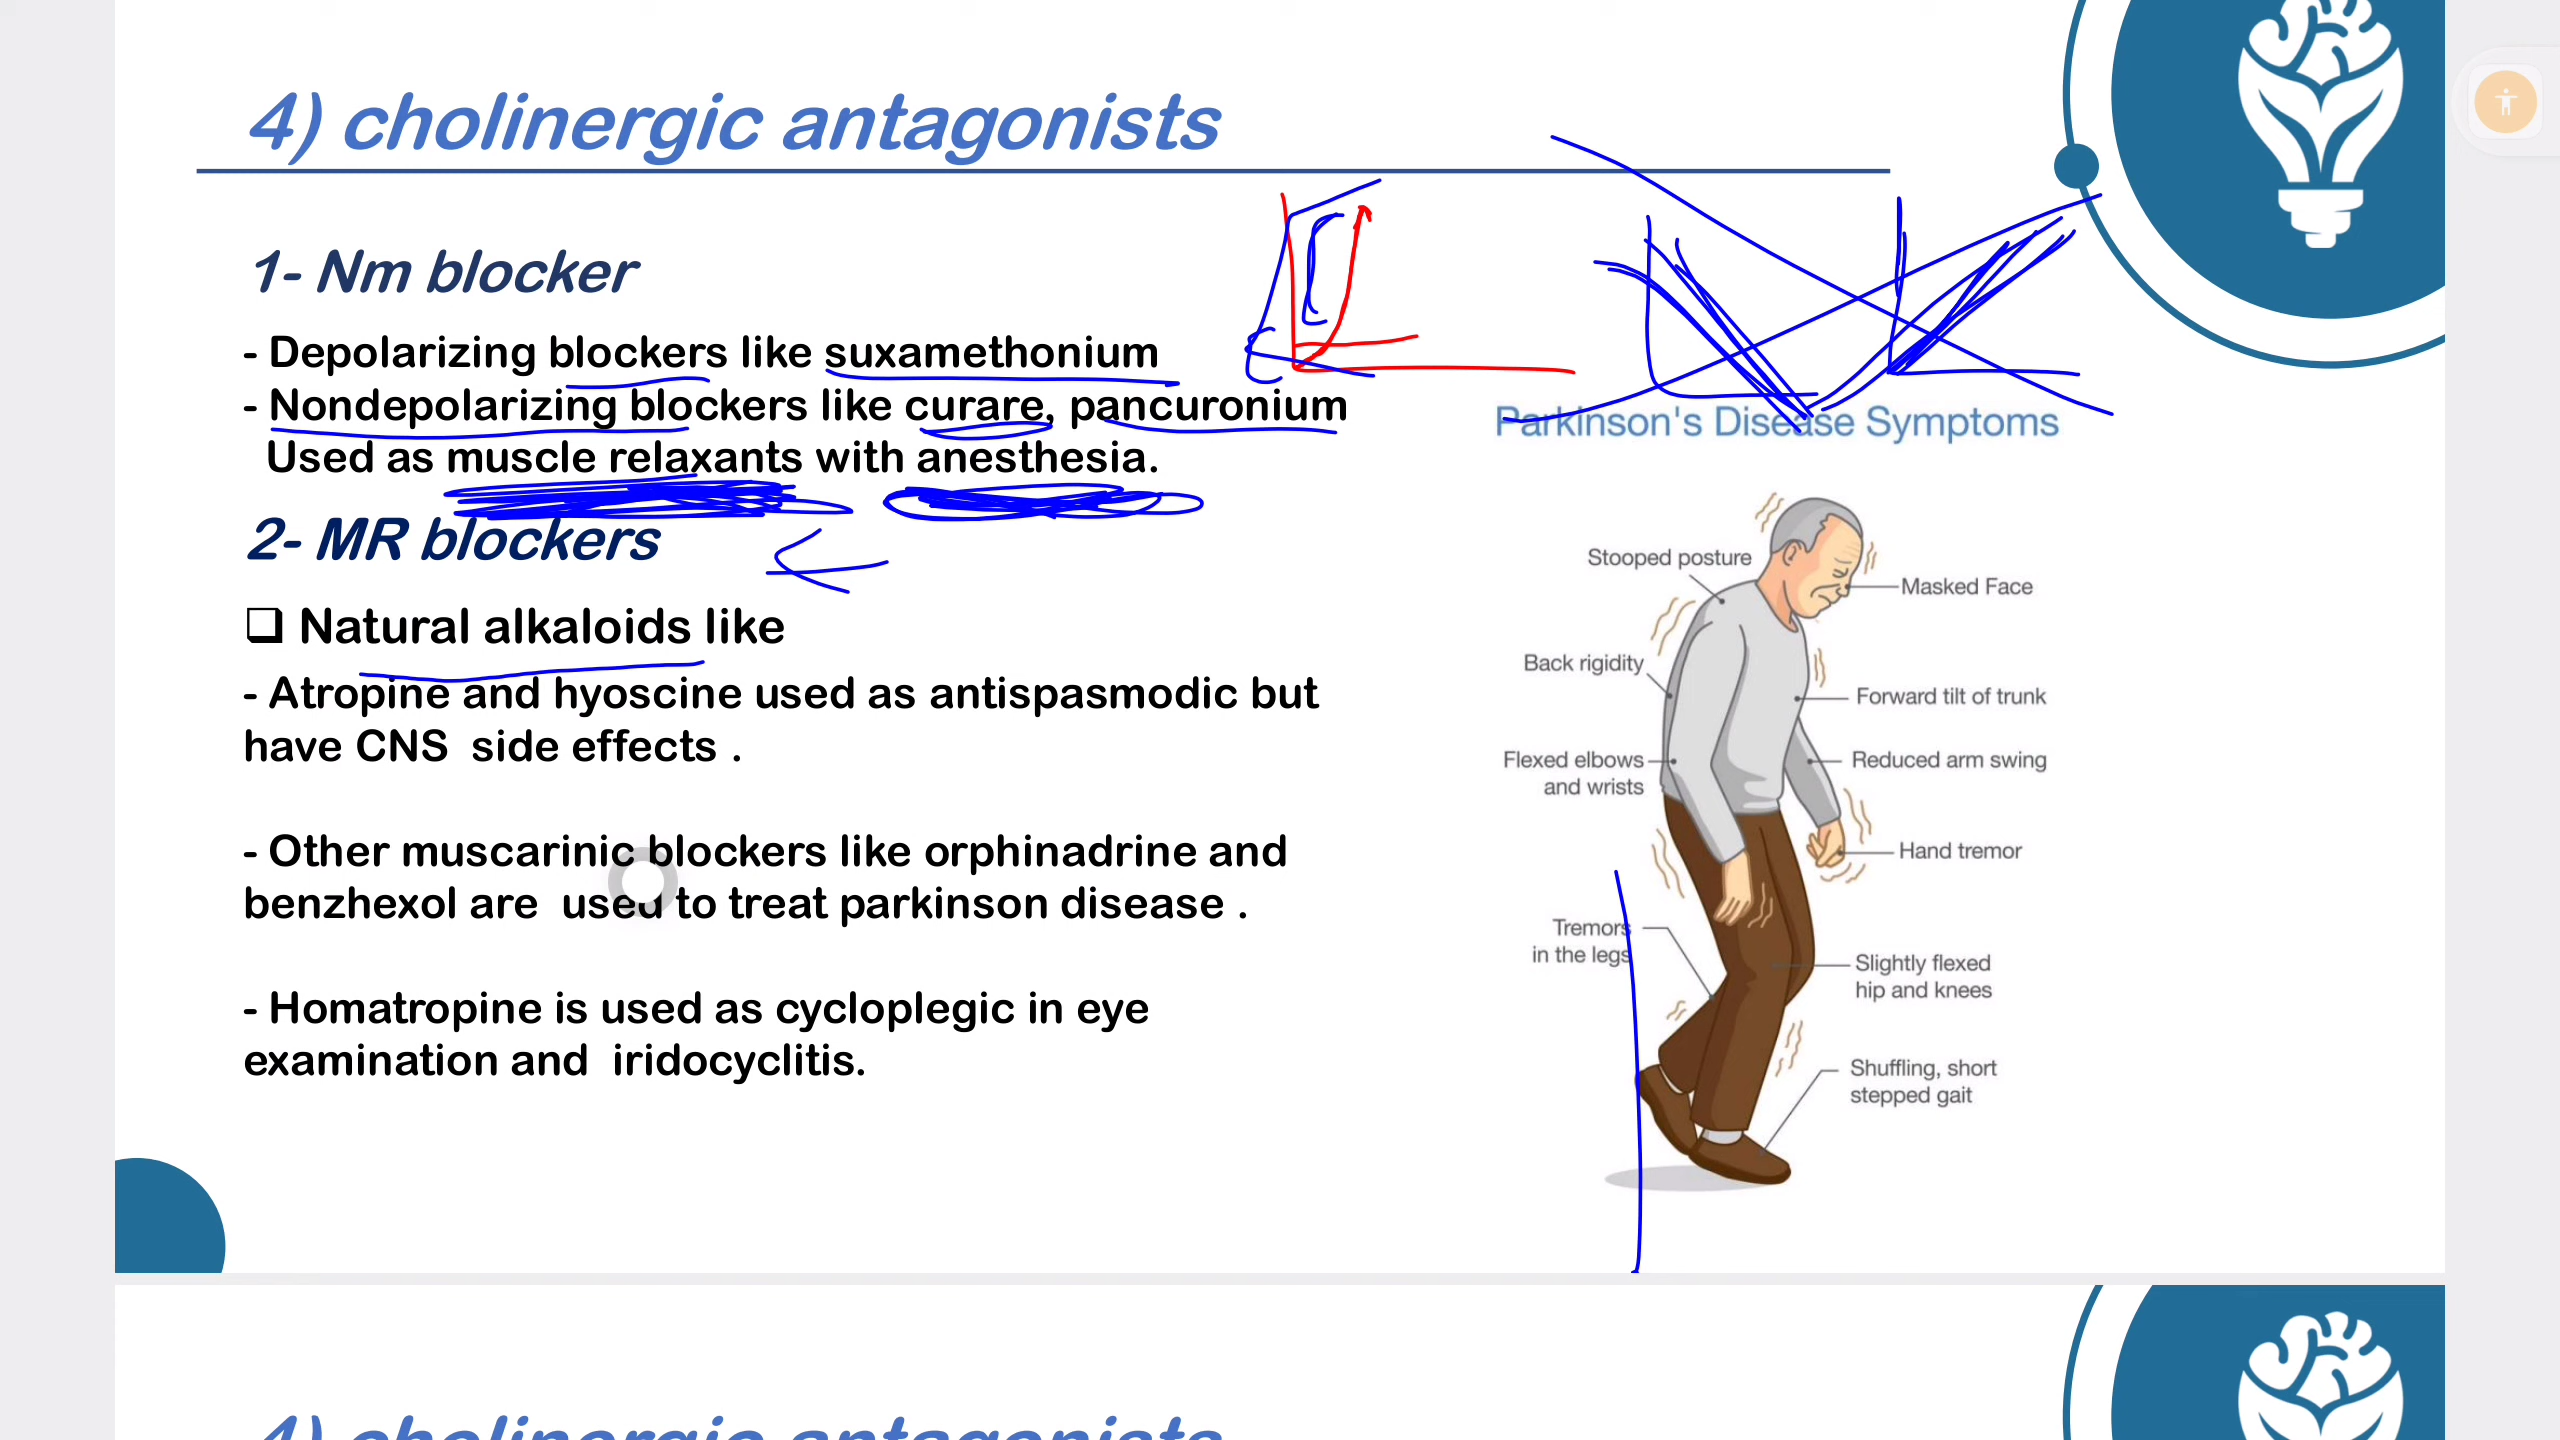 4) cholinergic antagonists
1- Nm blocker
- Depolarizing blockers like suxamethonium
- Nondepolarizing blockers like curare, pancuronium
Used as muscle relaxants with anesthesia.
2- MR blockers
❑ Natural alkaloids like
- Atropine and hyoscine used as antispasmodic but
have CNS side effects .
- Other muscarinic blockers like orphinadrine and
benzhexol are used to treat parkinson disease .
- Homatropine is used as cycloplegic in eye
examination and iridocyclitis.
Parkinson's Disease Symptoms
Stooped posture
Masked Face
Back rigidity
Forward tilt of trunk
Flexed elbows
and wrists
Reduced arm swing
Hand tremor
Tremors
in the legs
Slightly flexed
hip and knees
Shuffling, short
stepped gait
4) cholinergic antagonists